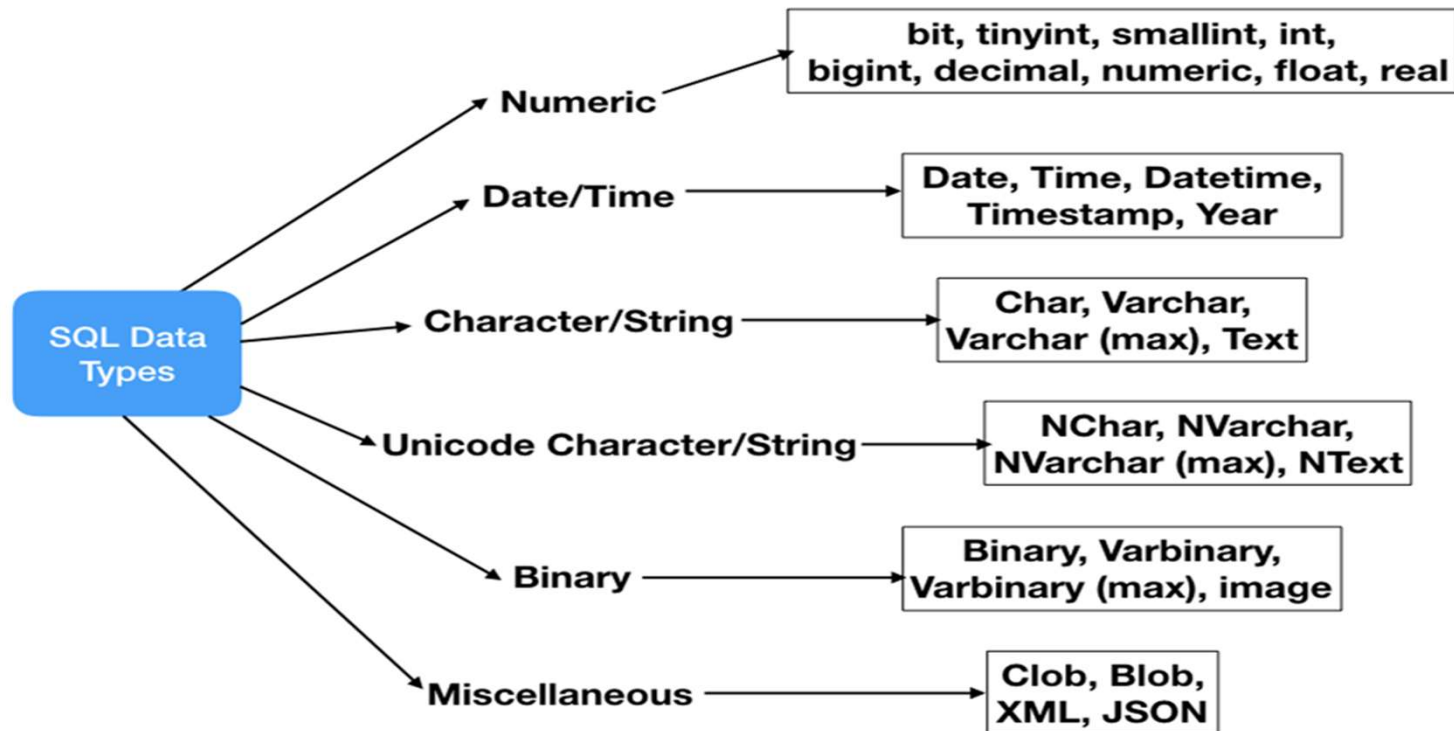 bit, tinyint, smallint, int,
bigint, decimal, numeric, float, real
Numeric
Date/Time
Date, Time, Datetime,
Timestamp, Year
SQL Data
Types
Character/String
Char, Varchar,
Varchar (max), Text
Unicode Character/String
NChar, NVarchar,
NVarchar (max), NText
Binary
Binary, Varbinary,
Varbinary (max), image
Miscellaneous
Clob, Blob,
XML, JSON